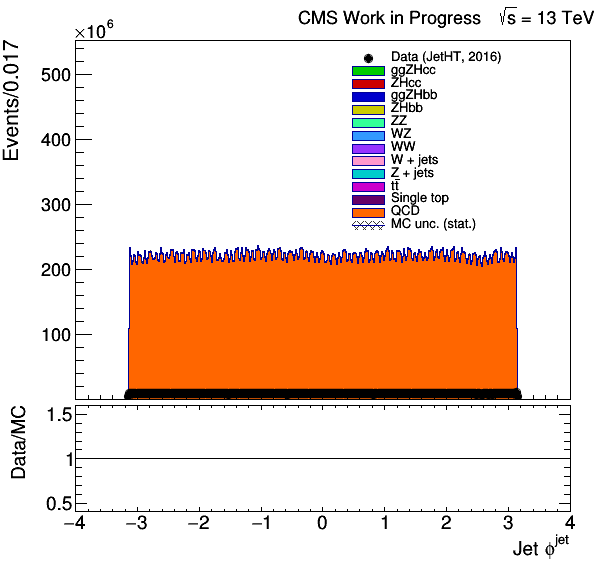 CMS Work in Progress √s = 13 TeV
×10⁶
Events/0.017
500
400
300
200
100
Data (JetHT, 2016)
ggZHcc
ZHcc
ggZHbb
ZHbb
ZZ
WZ
WW
W + jets
Z + jets
tt̄
Single top
QCD
MC unc. (stat.)
Data/MC
1.5
1
0.5
−4 −3 −2 −1 0 1 2 3 4
Jet ϕ^jet